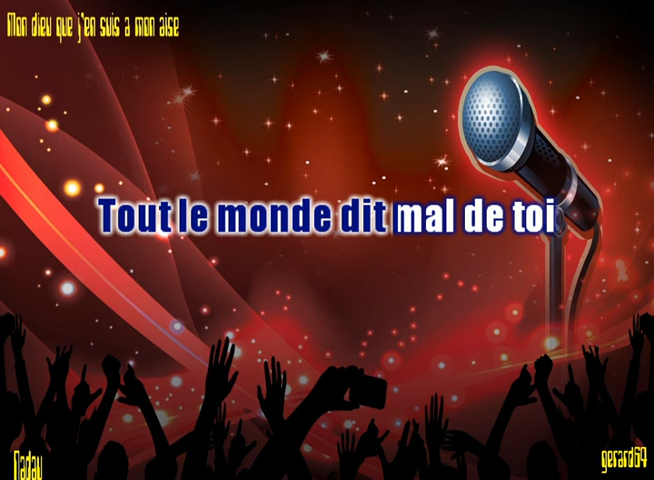 Mon dieu que j'en suis a mon aise
Tout le monde dit mal de toi
Nadau
gerard64